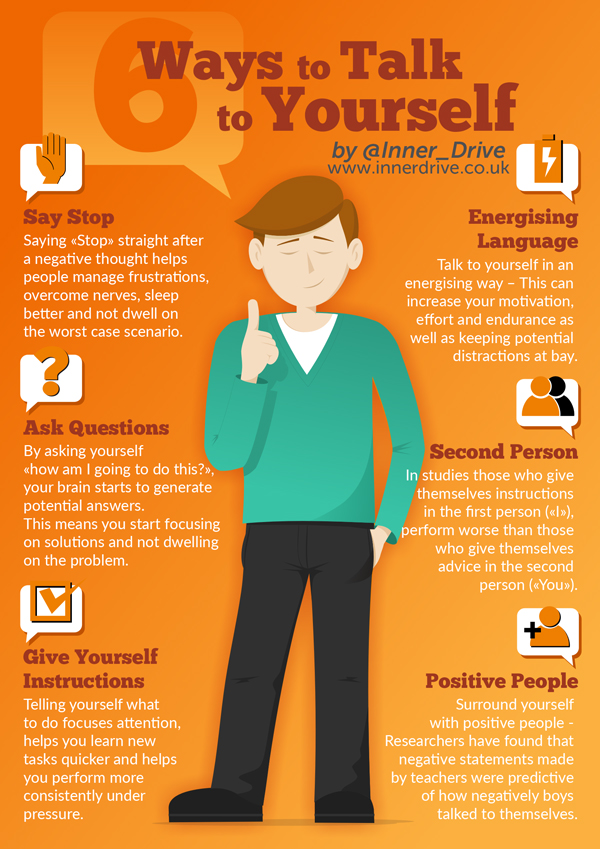 6
Ways to Talk
to Yourself
by @Inner_Drive
www.innerdrive.co.uk
Say Stop
Saying «Stop» straight after
a negative thought helps
people manage frustrations,
overcome nerves, sleep
better and not dwell on
the worst case scenario.
?
Ask Questions
By asking yourself
«how am I going to do this?»,
your brain starts to generate
potential answers.
This means you start focusing
on solutions and not dwelling
on the problem.
Give Yourself
Instructions
Telling yourself what
to do focuses attention,
helps you learn new
tasks quicker and helps
you perform more
consistently under
pressure.
Energising
Language
Talk to yourself in an
energising way – This can
increase your motivation,
effort and endurance as
well as keeping potential
distractions at bay.
Second Person
In studies those who give
themselves instructions
in the first person («I»),
perform worse than those
who give themselves
advice in the second
person («You»).
Positive People
Surround yourself
with positive people -
Researchers have found that
negative statements made
by teachers were predictive
of how negatively boys
talked to themselves.